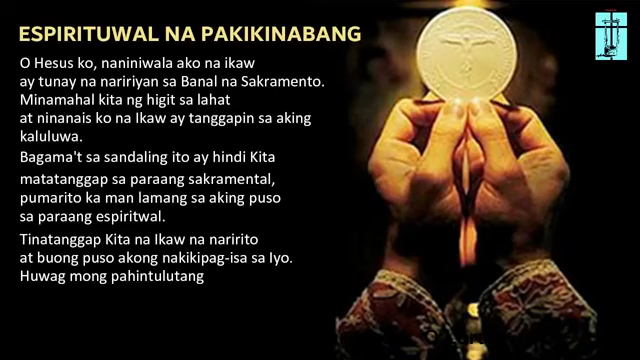 ESPIRITUWAL NA PAKIKINABANG
O Hesus ko, naniniwala ako na ikaw
ay tunay na naririyan sa Banal na Sakramento.
Minamahal kita ng higit sa lahat
at ninanais ko na Ikaw ay tanggapin sa aking
kaluluwa.
Bagama't sa sandaling ito ay hindi Kita
matatanggap sa paraang sakramental,
pumarito ka man lamang sa aking puso
sa paraang espiritwal.
Tinatanggap Kita na Ikaw na naririto
at buong puso akong nakikipag-isa sa Iyo.
Huwag mong pahintulutang